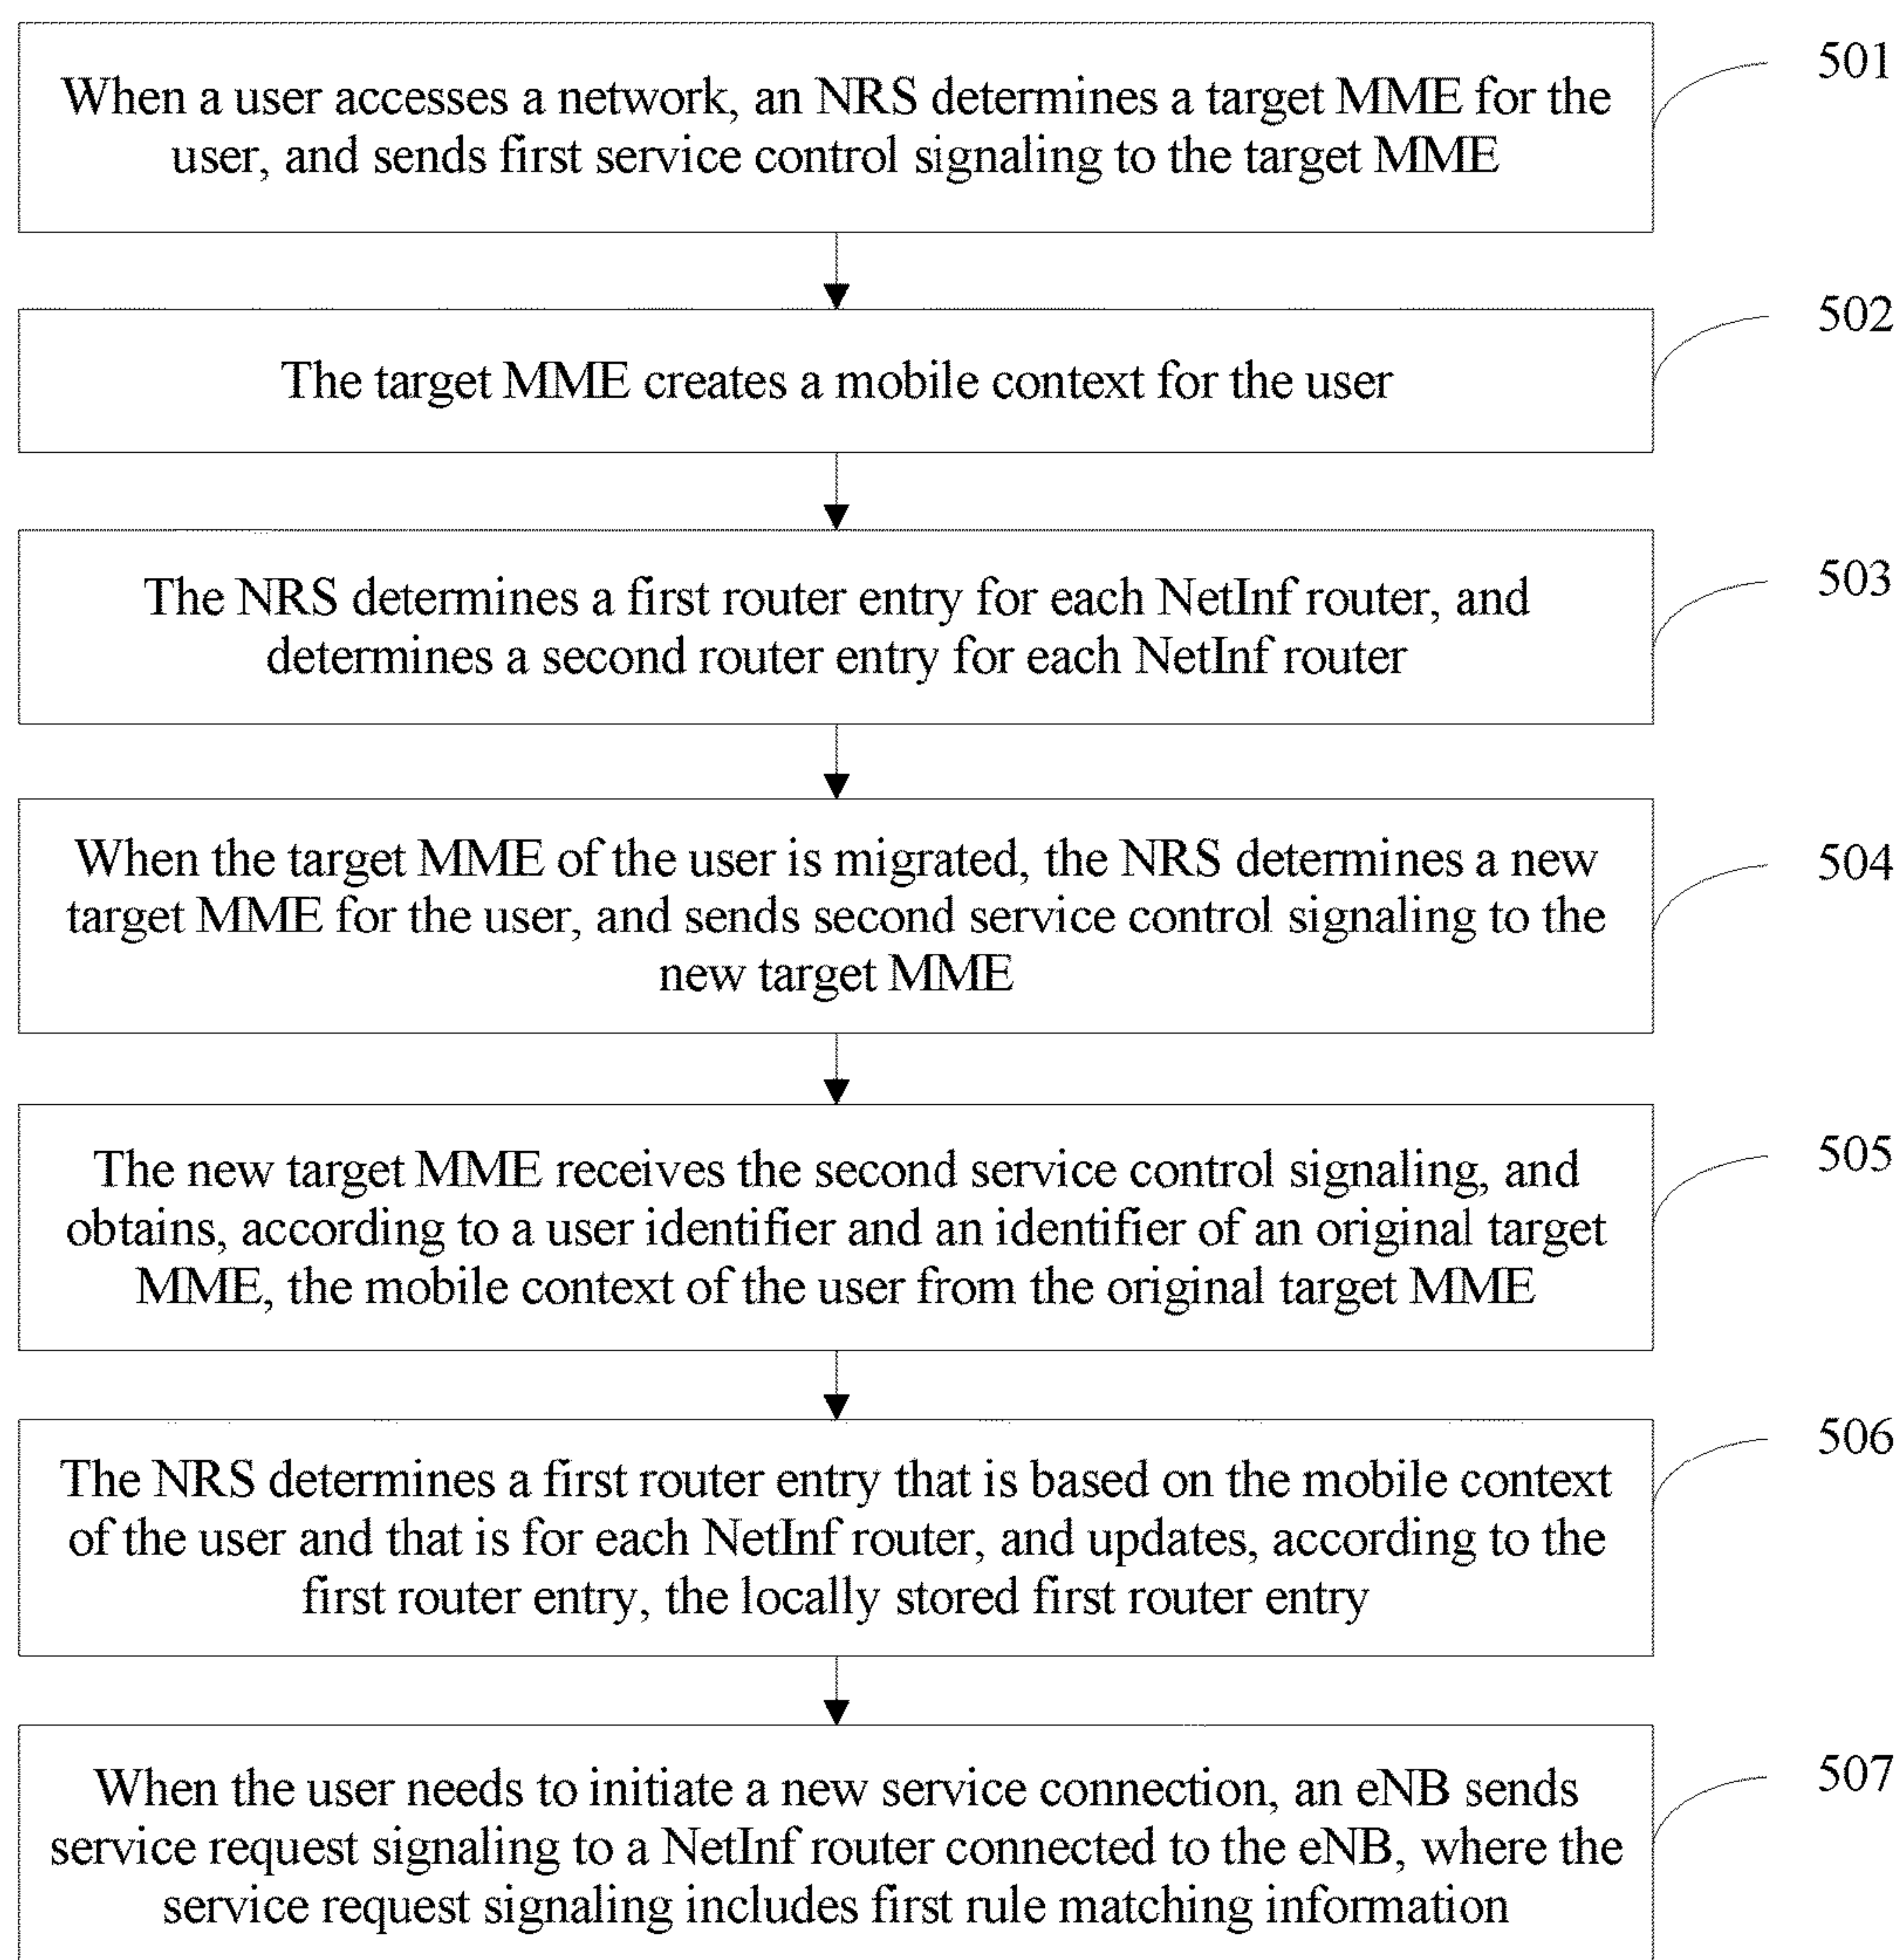 When a user accesses a network, an NRS determines a target MME for the
user, and sends first service control signaling to the target MME
501
The target MME creates a mobile context for the user
502
The NRS determines a first router entry for each NetInf router, and
determines a second router entry for each NetInf router
503
When the target MME of the user is migrated, the NRS determines a new
target MME for the user, and sends second service control signaling to the
new target MME
504
The new target MME receives the second service control signaling, and
obtains, according to a user identifier and an identifier of an original target
MME, the mobile context of the user from the original target MME
505
The NRS determines a first router entry that is based on the mobile context
of the user and that is for each NetInf router, and updates, according to the
first router entry, the locally stored first router entry
506
When the user needs to initiate a new service connection, an eNB sends
service request signaling to a NetInf router connected to the eNB, where the
service request signaling includes first rule matching information
507